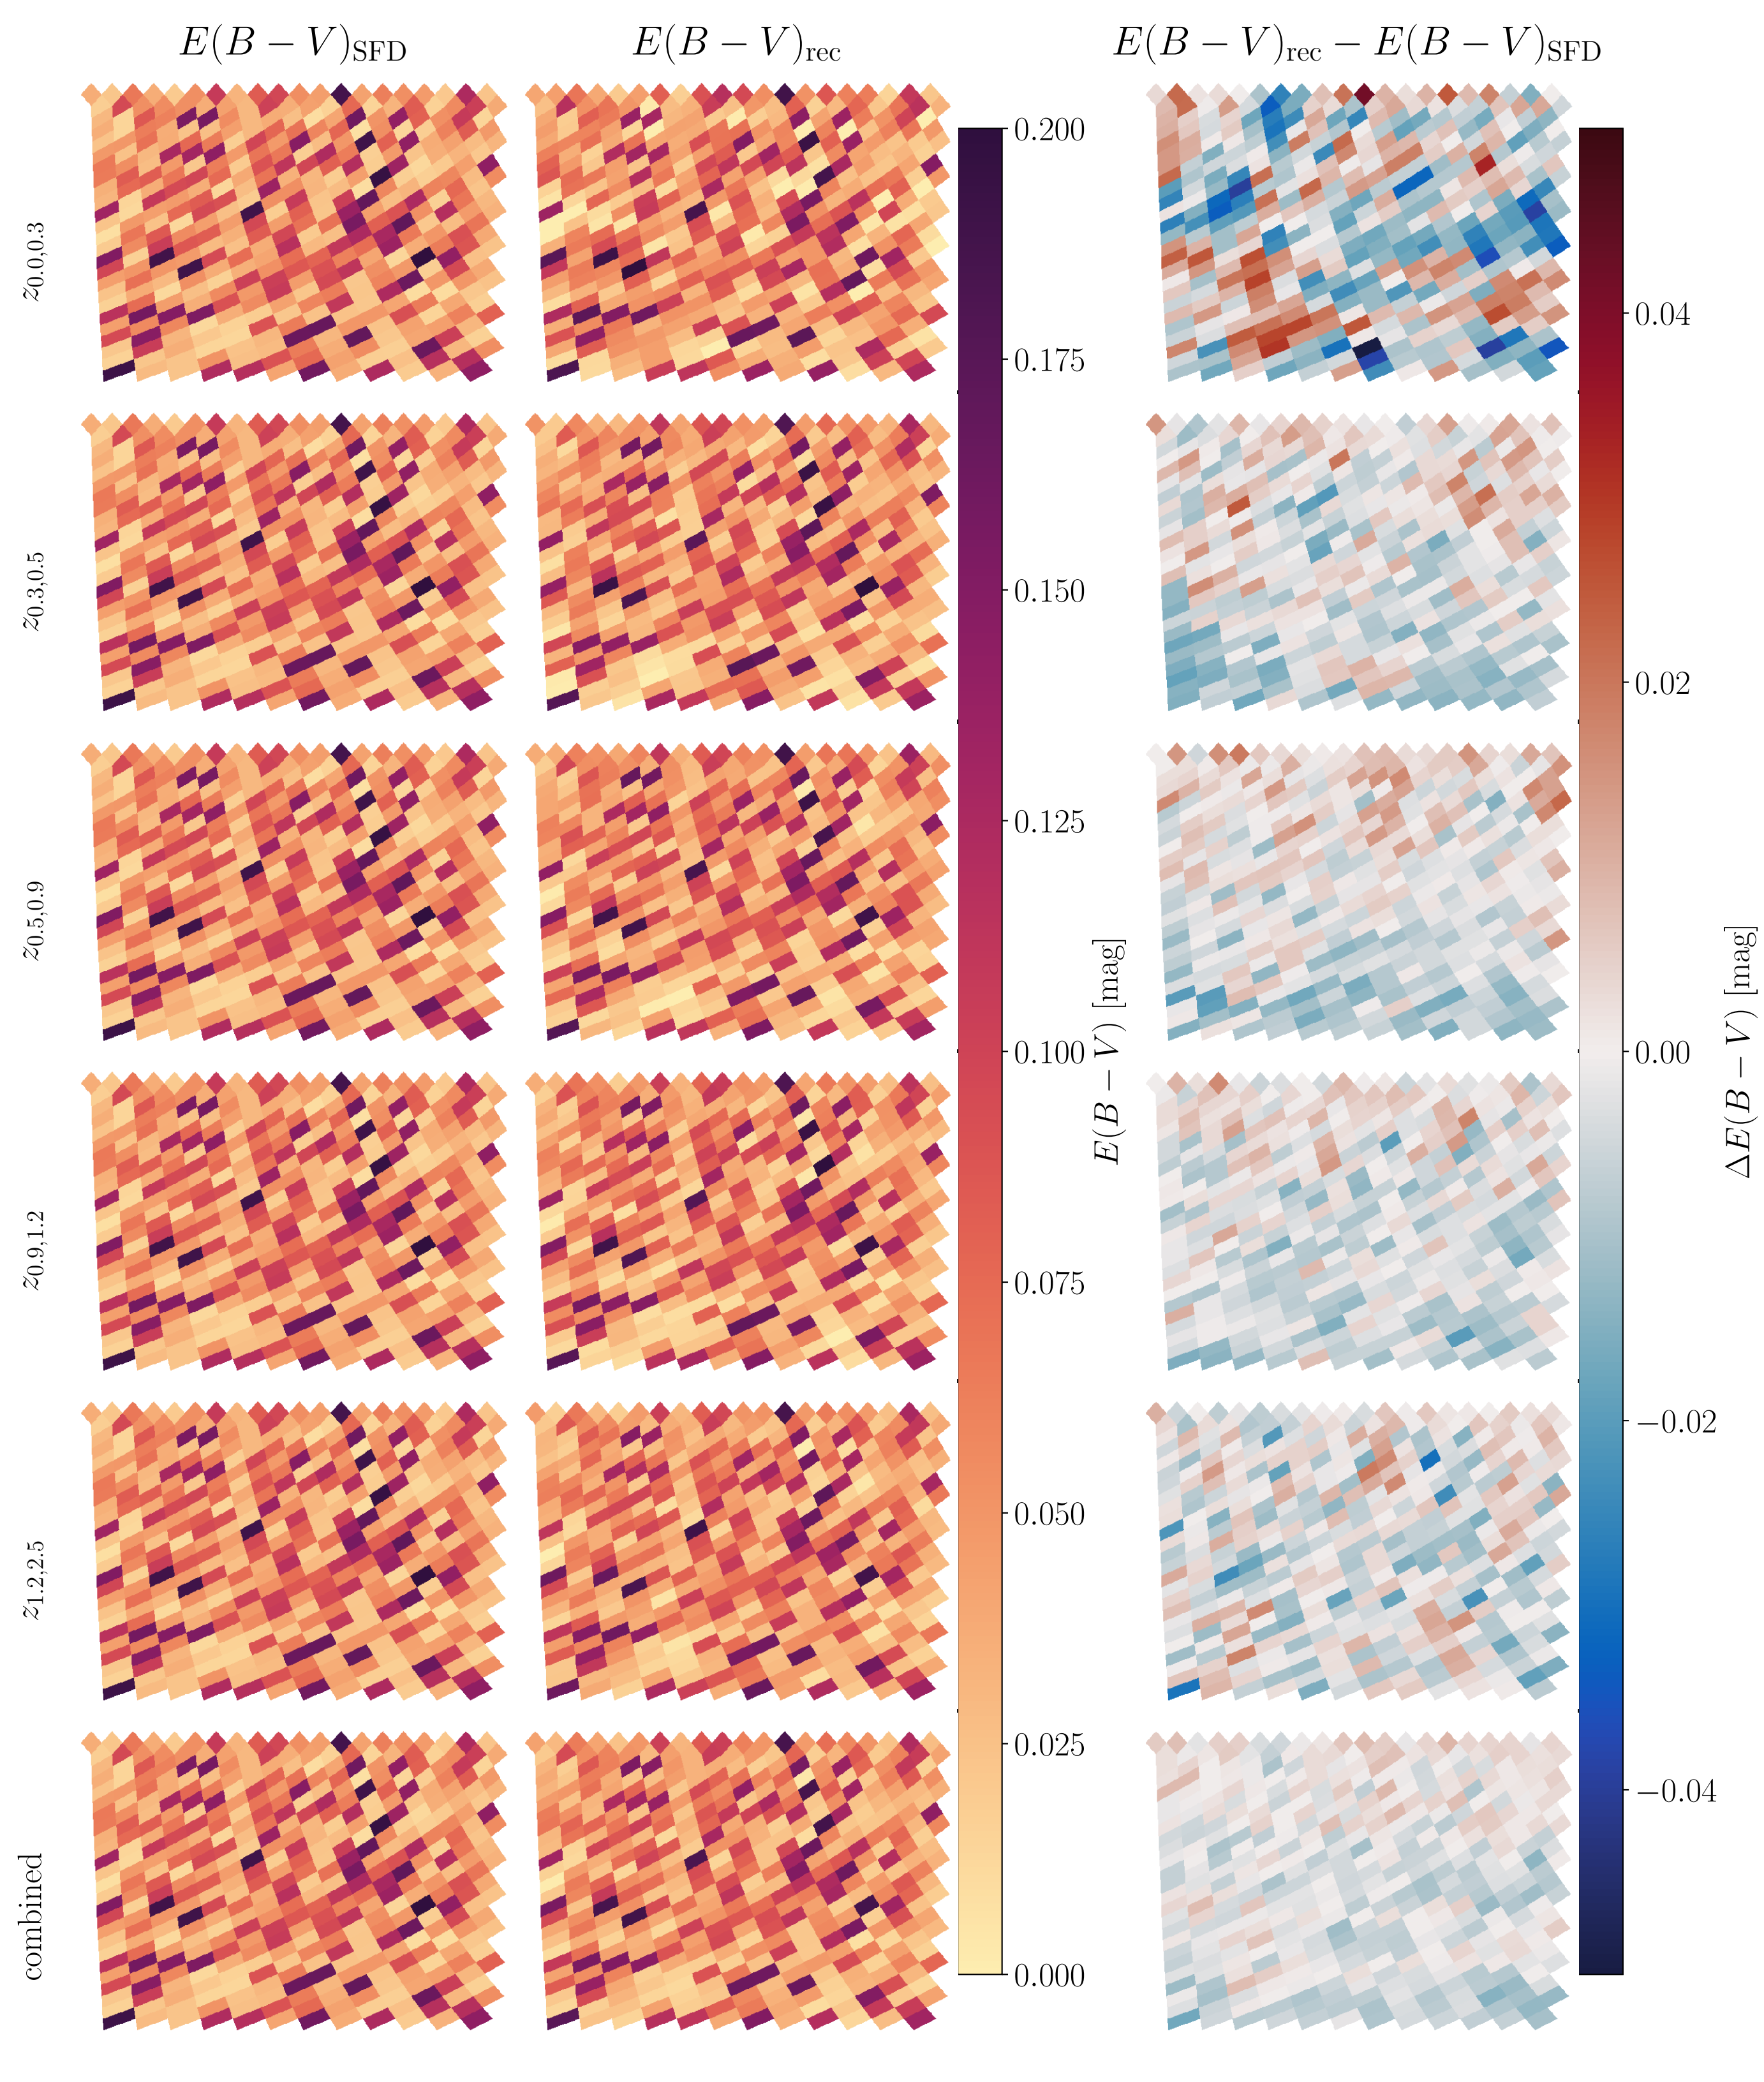 E(B − V)SFD
E(B − V)rec
E(B − V)rec − E(B − V)SFD
z0.0,0.3
z0.3,0.5
z0.5,0.9
z0.9,1.2
z1.2,2.5
combined
0.200
0.175
0.150
0.125
0.100
0.075
0.050
0.025
0.000
E(B − V) [mag]
0.04
0.02
0.00
−0.02
−0.04
ΔE(B − V) [mag]